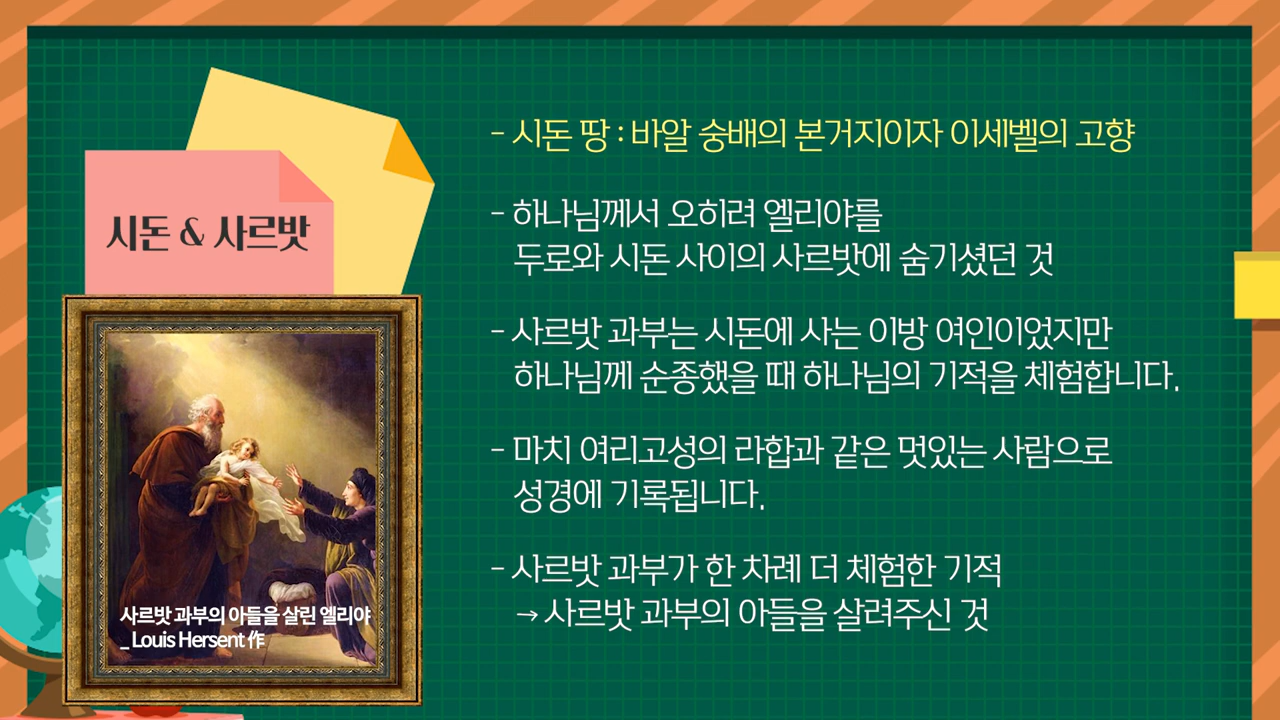 시돈 & 사르밧
사르밧 과부의 아들을 살린 엘리야
_ Louis Hersent 作
- 시돈 땅 : 바알 숭배의 본거지이자 이세벨의 고향
- 하나님께서 오히려 엘리야를
두로와 시돈 사이의 사르밧에 숨기셨던 것
- 사르밧 과부는 시돈에 사는 이방 여인이었지만
하나님께 순종했을 때 하나님의 기적을 체험합니다.
- 마치 여리고성의 라합과 같은 멋있는 사람으로
성경에 기록됩니다.
- 사르밧 과부가 한 차례 더 체험한 기적
→ 사르밧 과부의 아들을 살려주신 것